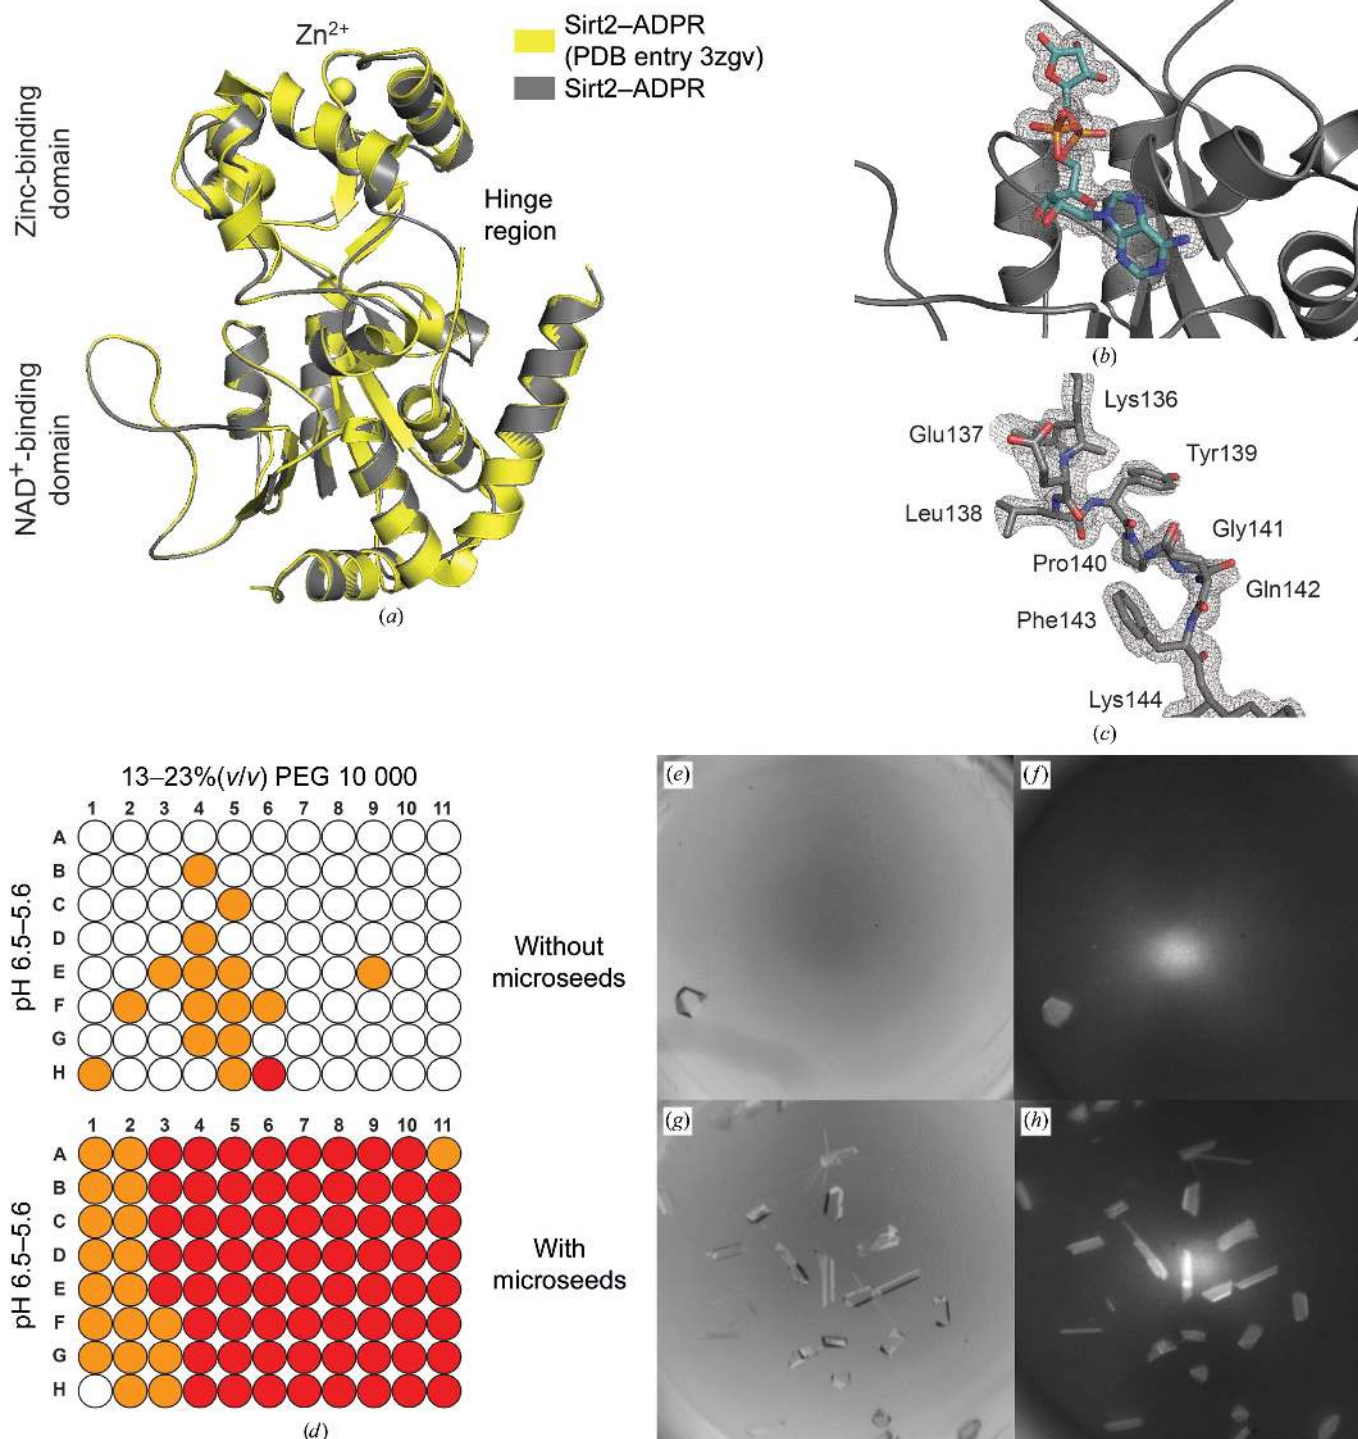 Zn2+
Sirt2–ADPR
(PDB entry 3zgv)
Sirt2–ADPR
Zinc-binding
domain
Hinge
region
NAD+-binding
domain
(a)
(b)
Lys136
Glu137
Tyr139
Leu138
Gly141
Pro140
Gln142
Phe143
Lys144
(c)
13–23%(v/v) PEG 10 000
1 2 3 4 5 6 7 8 9 10 11
A
B
C
D
E
F
G
H
pH 6.5–5.6
Without
microseeds
1 2 3 4 5 6 7 8 9 10 11
A
B
C
D
E
F
G
H
pH 6.5–5.6
With
microseeds
(d)
(e)
(f)
(g)
(h)